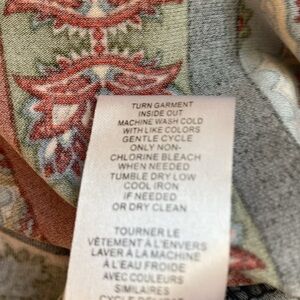 TURN GARMENT
INSIDE OUT
MACHINE WASH COLD
WITH LIKE COLORS
GENTLE CYCLE
ONLY NON-
CHLORINE BLEACH
WHEN NEEDED
TUMBLE DRY LOW
COOL IRON
IF NEEDED
OR DRY CLEAN
TOURNER LE
VÊTEMENT À L'ENVERS
LAVER À LA MACHINE
À L'EAU FROIDE
AVEC COULEURS
SIMILAIRES